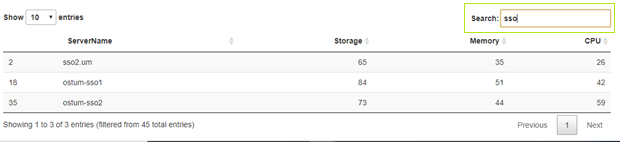 Show 10 entries Search: sso
ServerName Storage Memory CPU
2 sso2.um 65 35 26
18 ostum-sso1 84 51 42
35 ostum-sso2 73 44 59
Showing 1 to 3 of 3 entries (filtered from 45 total entries) Previous 1 Next